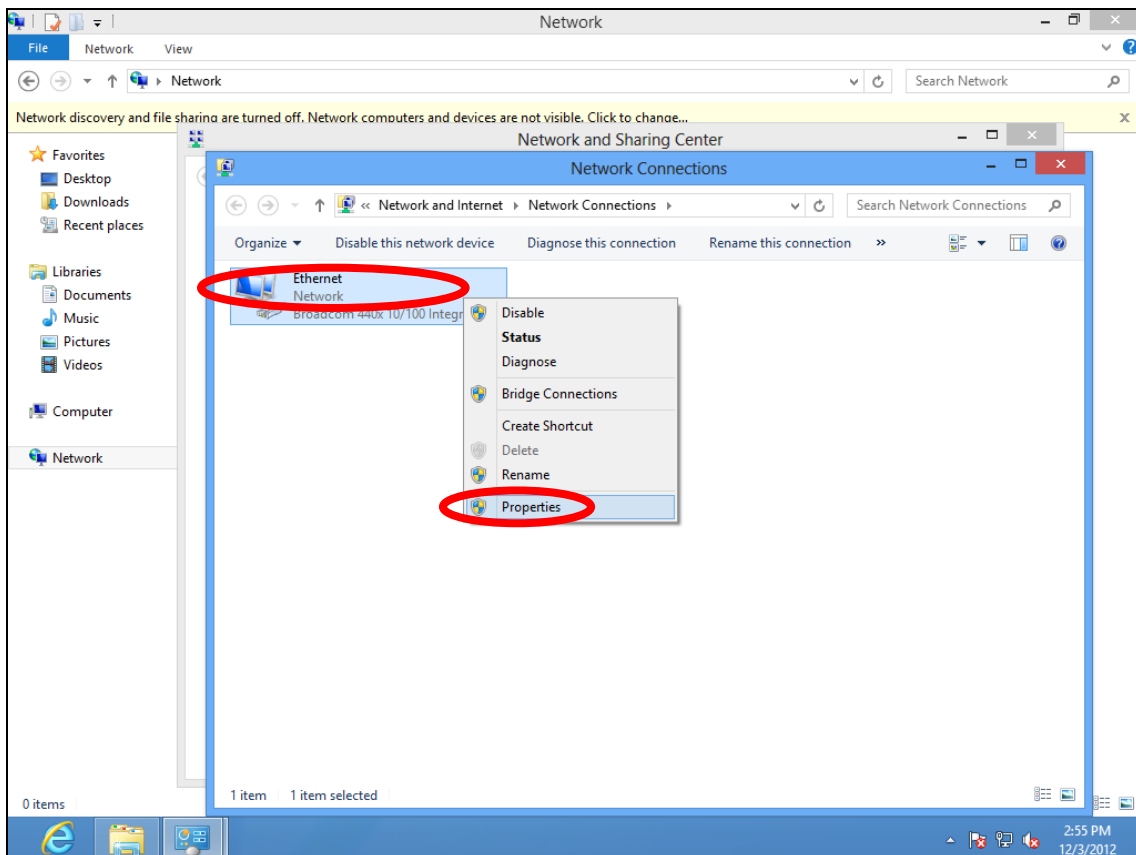 Network
File Network View
Network
Search Network
Network discovery and file sharing are turned off. Network computers and devices are not visible. Click to change...
Network and Sharing Center
Network Connections
« Network and Internet Network Connections
Search Network Connections
Organize Disable this network device Diagnose this connection Rename this connection »
Favorites
Desktop
Downloads
Recent places
Libraries
Documents
Music
Pictures
Videos
Computer
Network
Ethernet
Network
Broadcom 440x 10/100 Integr
Disable
Status
Diagnose
Bridge Connections
Create Shortcut
Delete
Rename
Properties
1 item 1 item selected
0 items
2:55 PM
12/3/2012